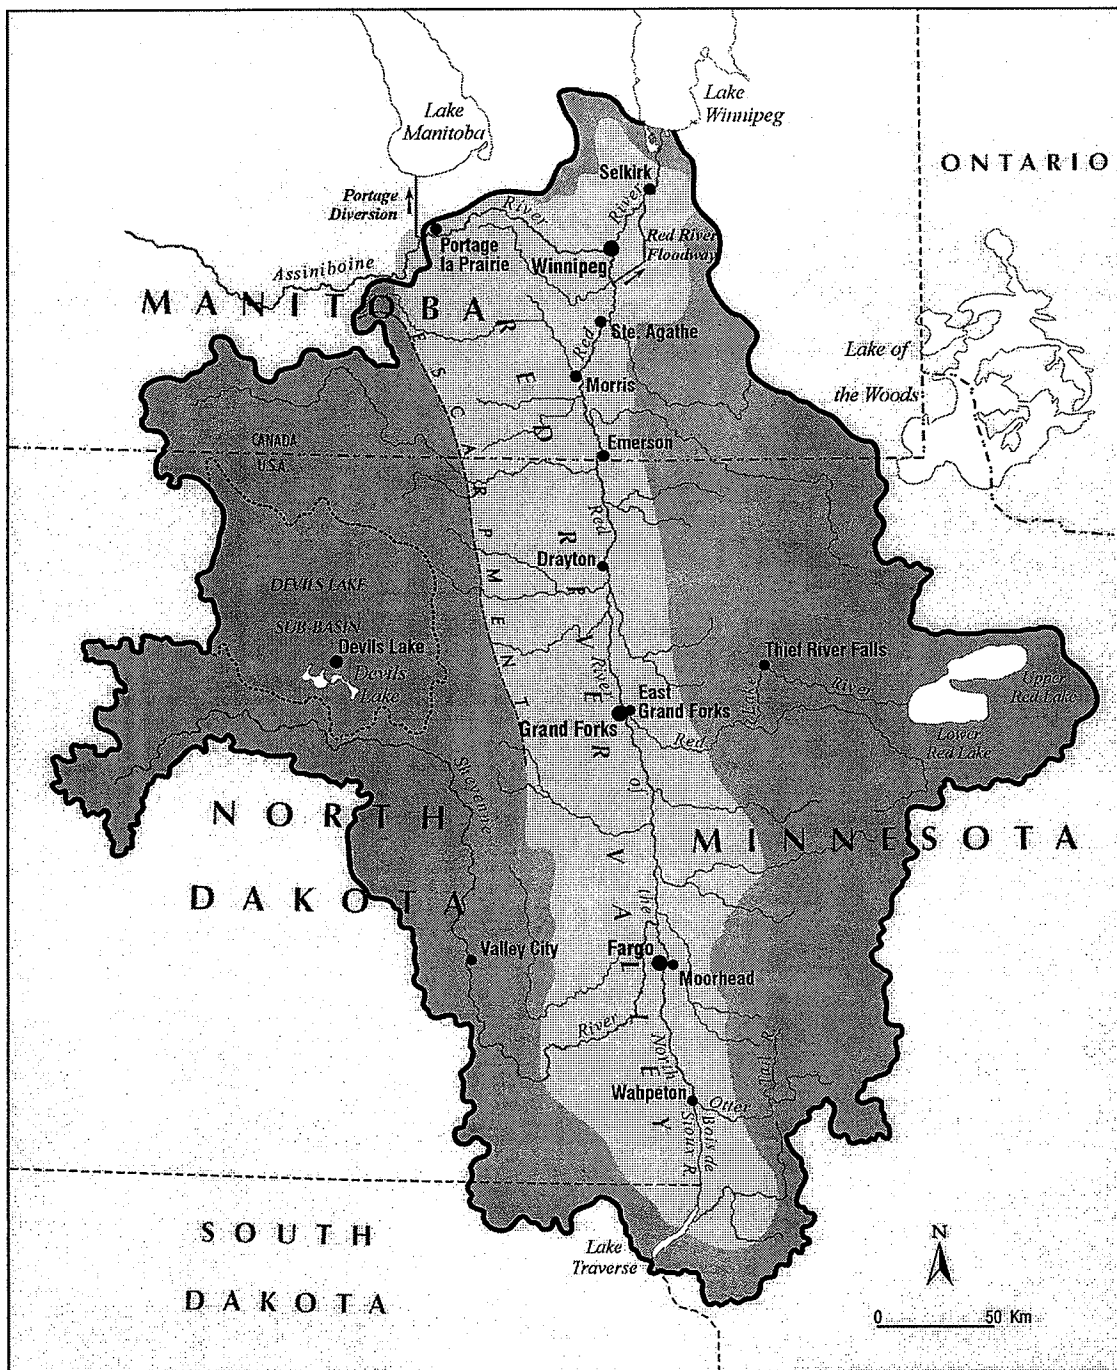 Lake
Manitoba
Lake
Winnipeg
ONTARIO
Selkirk
Portage
Diversion
River
River
Portage
la Prairie
Red River
Floodway
Winnipeg
Assiniboine
MANITOBA
Ste. Agathe
Red
Lake of
the Woods
Morris
ESCARPMENT
RED RIVER VALLEY
CANADA
U.S.A.
Emerson
Red
Drayton
DEVILS LAKE
SUB-BASIN
Devils Lake
Devils
Lake
Thief River Falls
River
River
Upper
Red Lake
East
Grand Forks
Grand Forks
Red
Lower
Red Lake
Sheyenne
of
NORTH
DAKOTA
MINNESOTA
the
Valley City
Fargo
Moorhead
River
North
Wahpeton
Otter
Tail
R.
Bois de
Sioux R.
SOUTH
DAKOTA
Lake
Traverse
N
0 50 Km